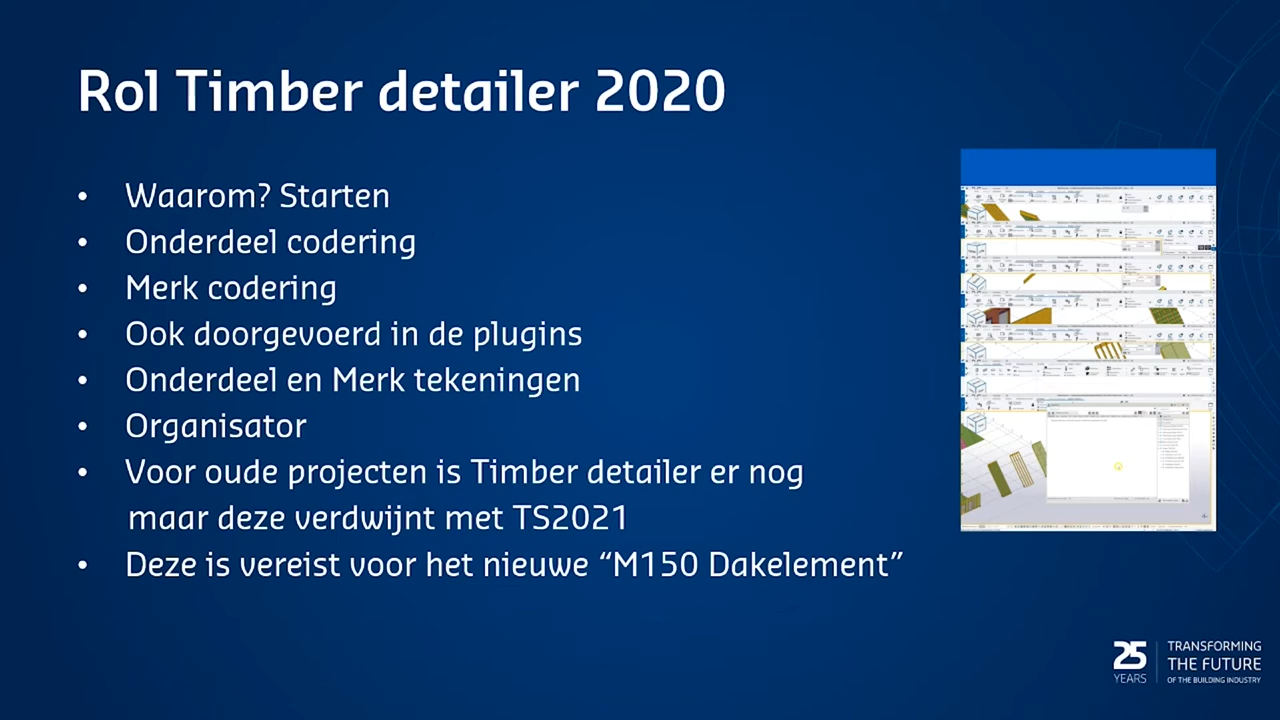 Rol Timber detailer 2020
• Waarom? Starten
• Onderdeel codering
• Merk codering
• Ook doorgevoerd in de plugins
• Onderdeel en Merk tekeningen
• Organisator
• Voor oude projecten is Timber detailer er nog
maar deze verdwijnt met TS2021
• Deze is vereist voor het nieuwe “M150 Dakelement”
25
YEARS
TRANSFORMING
THE FUTURE
OF THE BUILDING INDUSTRY